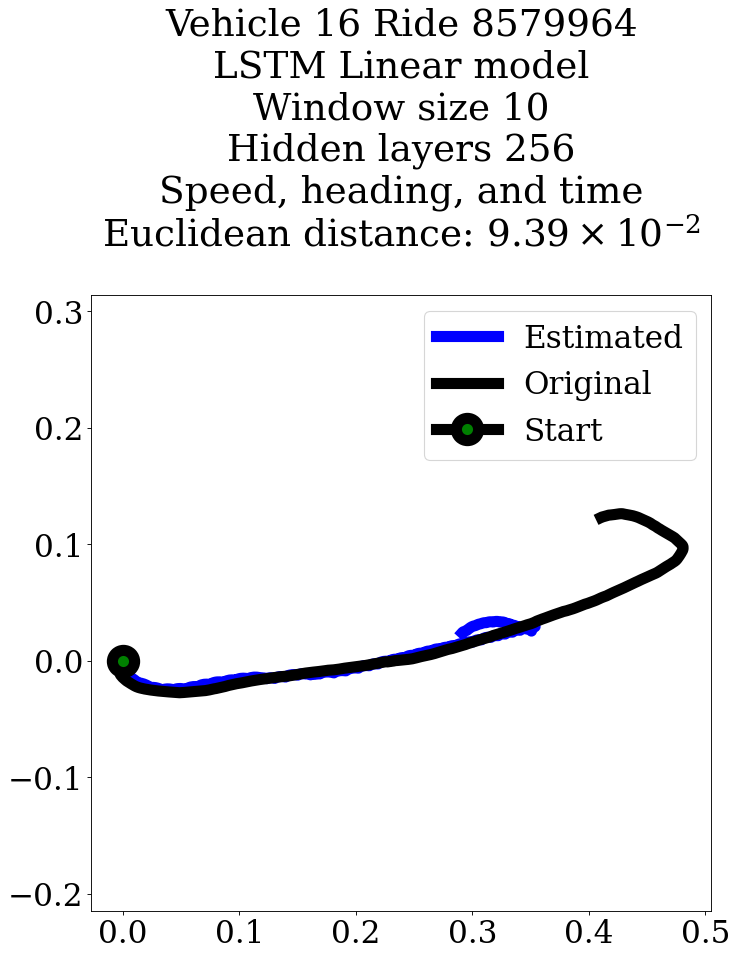 Vehicle 16 Ride 8579964
LSTM Linear model
Window size 10
Hidden layers 256
Speed, heading, and time
Euclidean distance: 9.39 × 10⁻²
0.3
Estimated
Original
Start
0.2
0.1
0.0
−0.1
−0.2
0.0 0.1 0.2 0.3 0.4 0.5